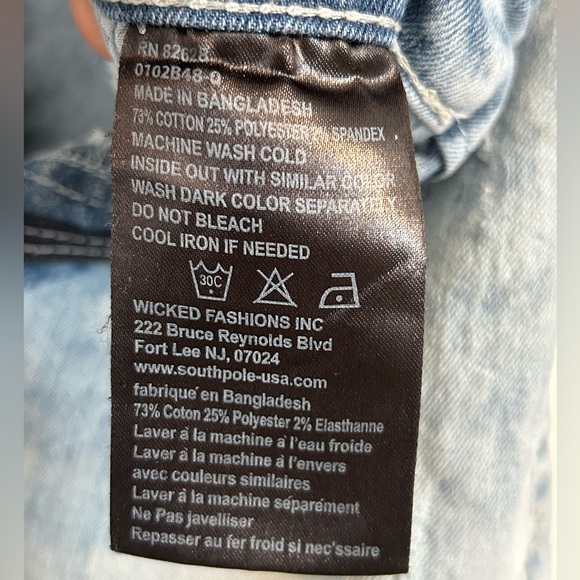 RN 82628
0102B48-0
MADE IN BANGLADESH
73% COTTON 25% POLYESTER 2% SPANDEX
MACHINE WASH COLD
INSIDE OUT WITH SIMILAR COLOR
WASH DARK COLOR SEPARATELY
DO NOT BLEACH
COOL IRON IF NEEDED
30C
WICKED FASHIONS INC
222 Bruce Reynolds Blvd
Fort Lee NJ, 07024
www.southpole-usa.com
fabriqué en Bangladesh
73% Coton 25% Polyester 2% Elasthanne
Laver à la machine à l'eau froide
Laver à la machine à l'envers
avec couleurs similaires
Laver à la machine séparément
Ne Pas javelliser
Repasser au fer froid si nec'ssaire